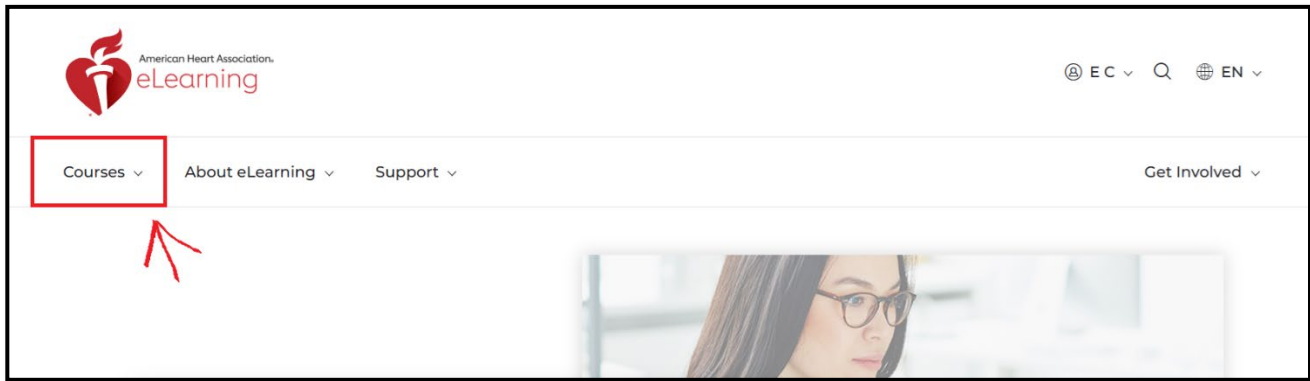 American Heart Association®
eLearning
E C
EN
Courses
About eLearning
Support
Get Involved